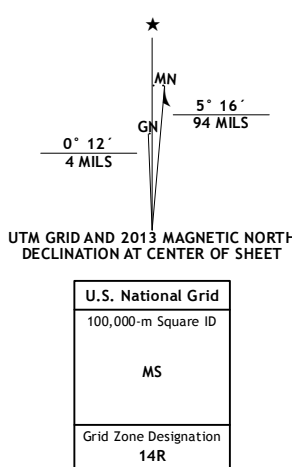 MN
5° 16´
94 MILS
GN
0° 12´
4 MILS
UTM GRID AND 2013 MAGNETIC NORTH
DECLINATION AT CENTER OF SHEET
U.S. National Grid
100,000-m Square ID
MS
Grid Zone Designation
14R